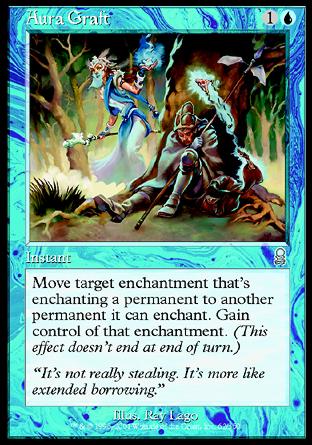 Aura Graft 1
Instant
Move target enchantment that's
enchanting a permanent to another
permanent it can enchant. Gain
control of that enchantment. (This
effect doesn't end at end of turn.)
"It's not really stealing. It's more like
extended borrowing."
Illus. Ray Lago